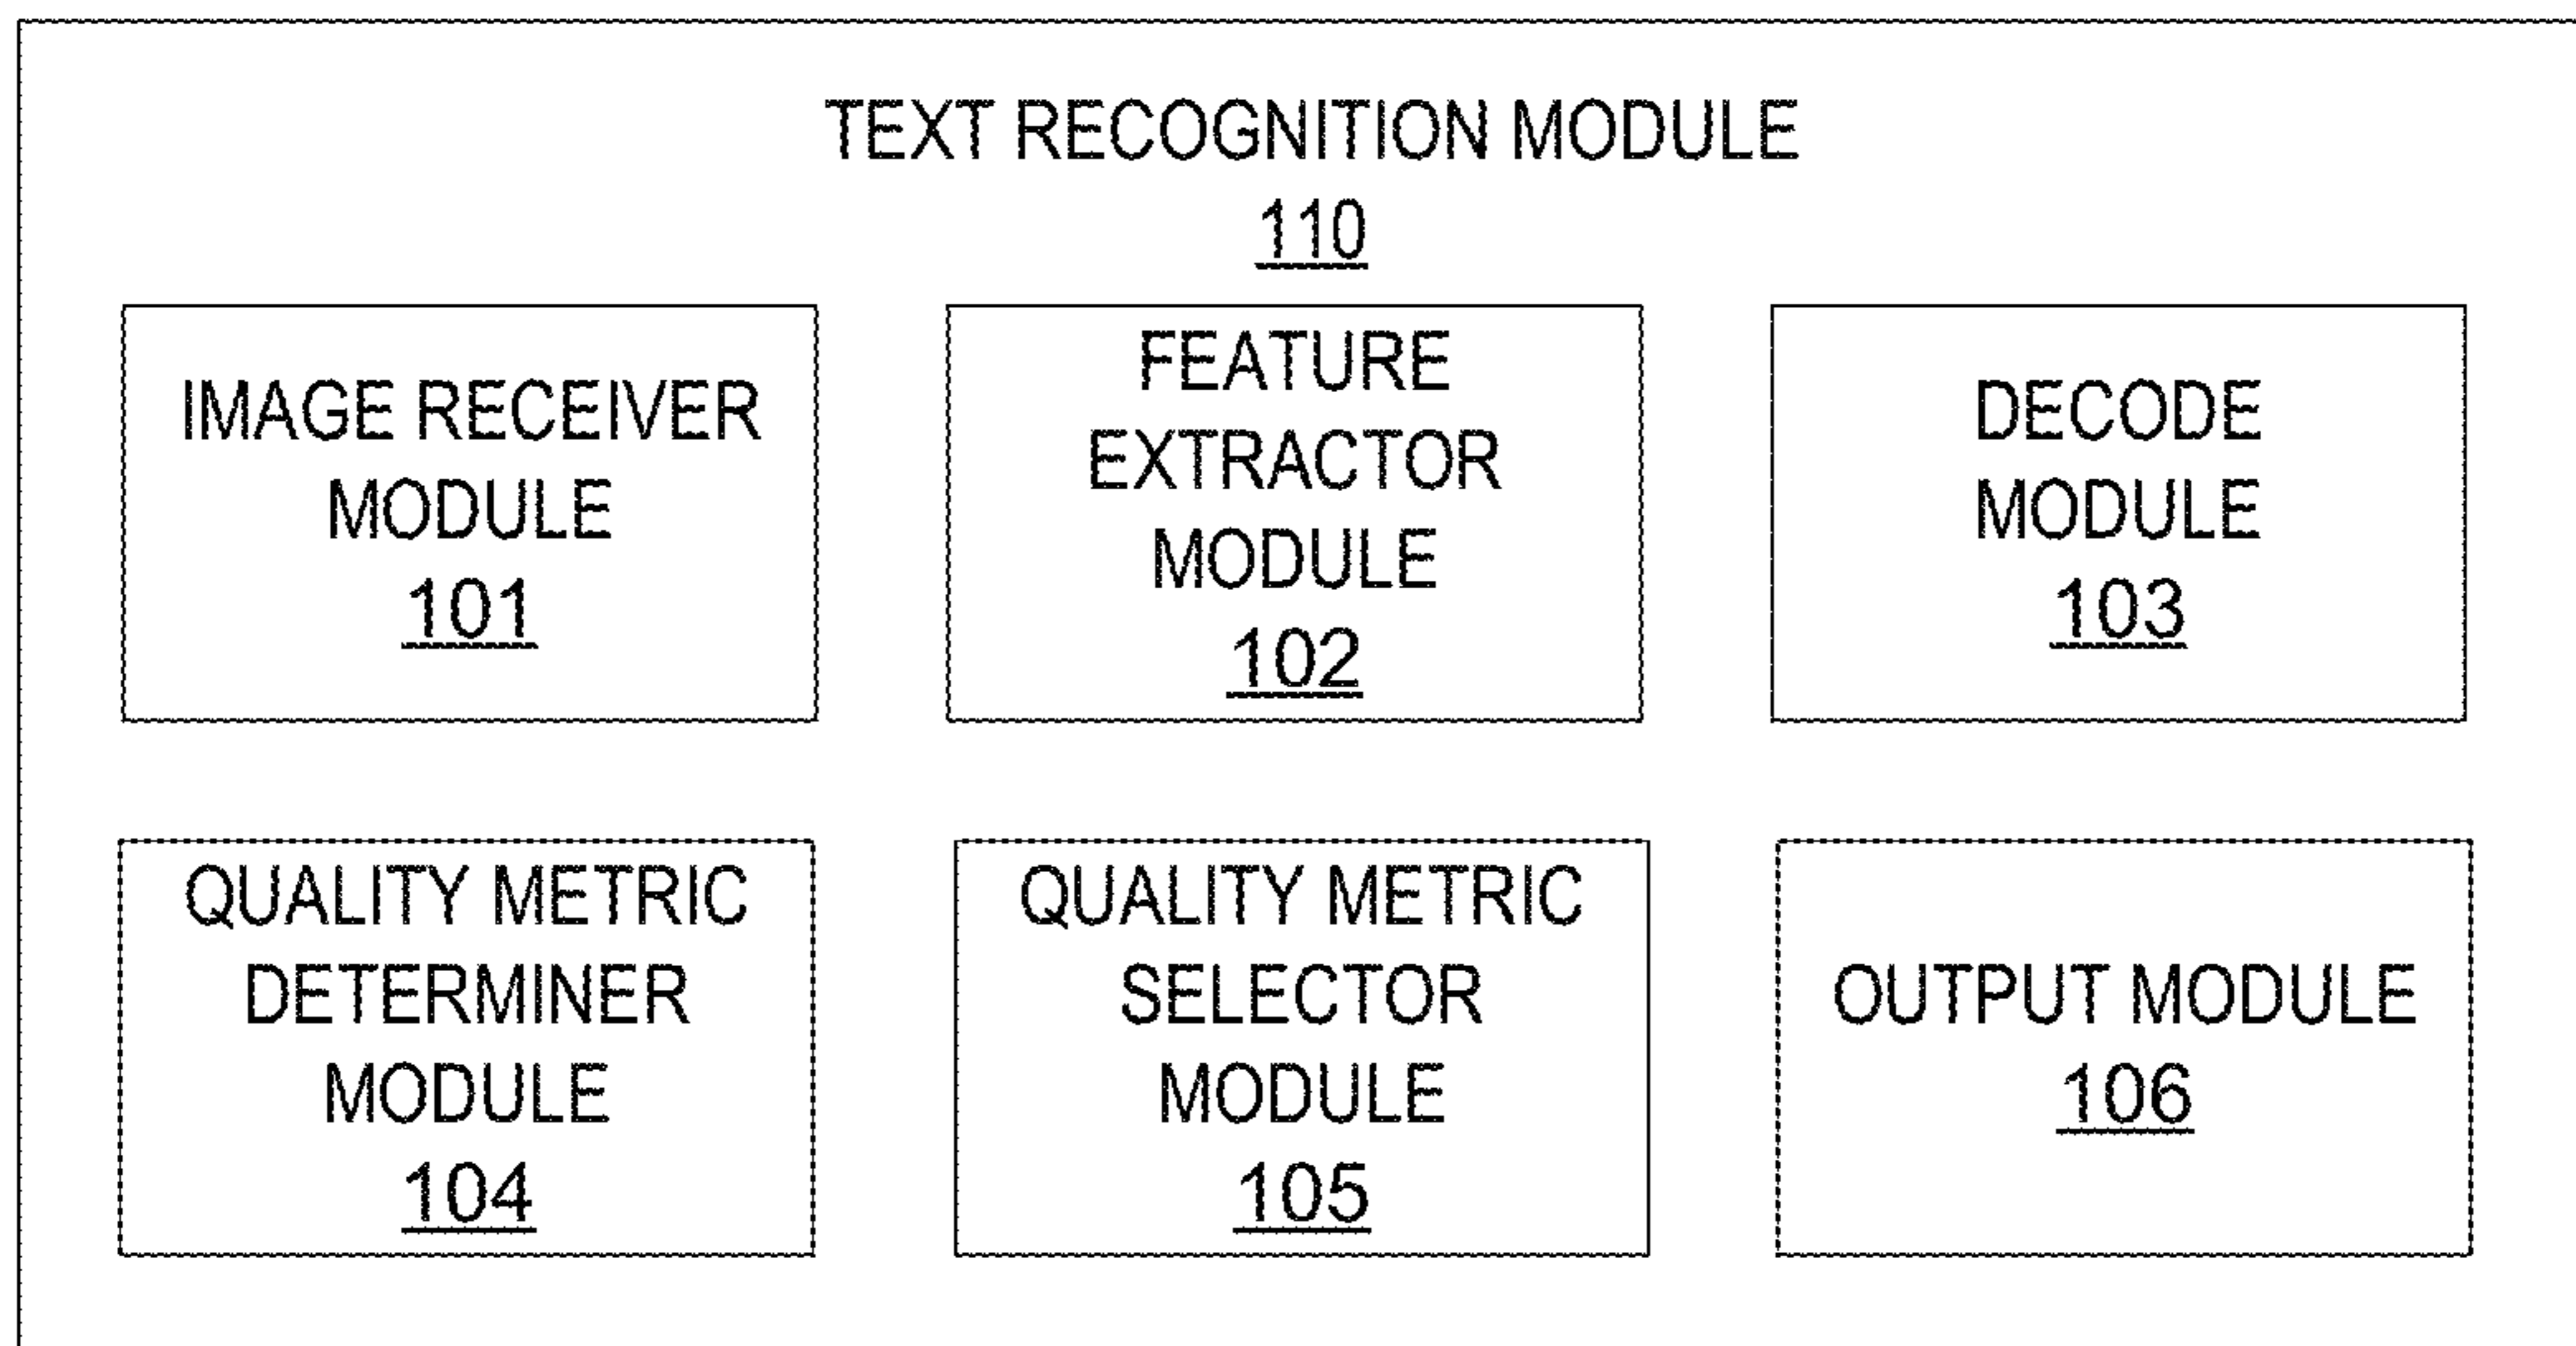 TEXT RECOGNITION MODULE
110
IMAGE RECEIVER
MODULE
101
FEATURE
EXTRACTOR
MODULE
102
DECODE
MODULE
103
QUALITY METRIC
DETERMINER
MODULE
104
QUALITY METRIC
SELECTOR
MODULE
105
OUTPUT MODULE
106